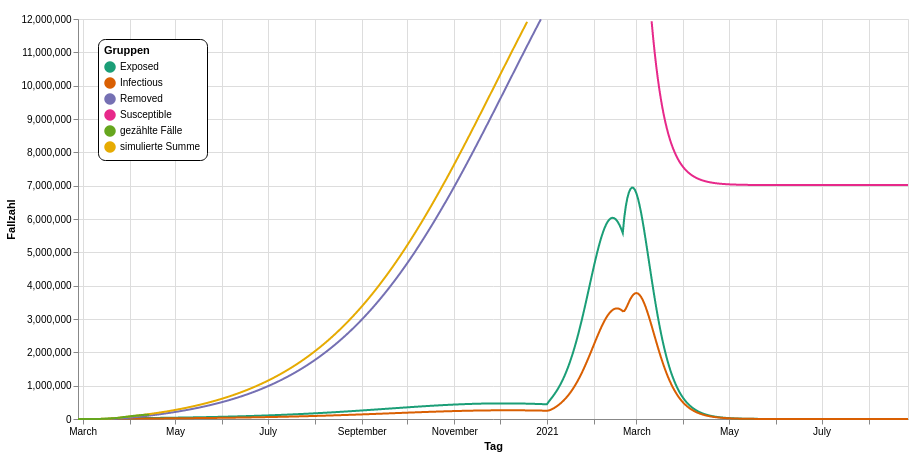 12,000,000
11,000,000
10,000,000
9,000,000
8,000,000
7,000,000
6,000,000
5,000,000
4,000,000
3,000,000
2,000,000
1,000,000
0
Fallzahl
Gruppen
Exposed
Infectious
Removed
Susceptible
gezählte Fälle
simulierte Summe
March May July September November 2021 March May July
Tag